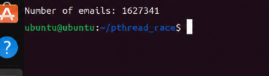 Number of emails: 1627341
ubuntu@ubuntu:~/pthread_race$